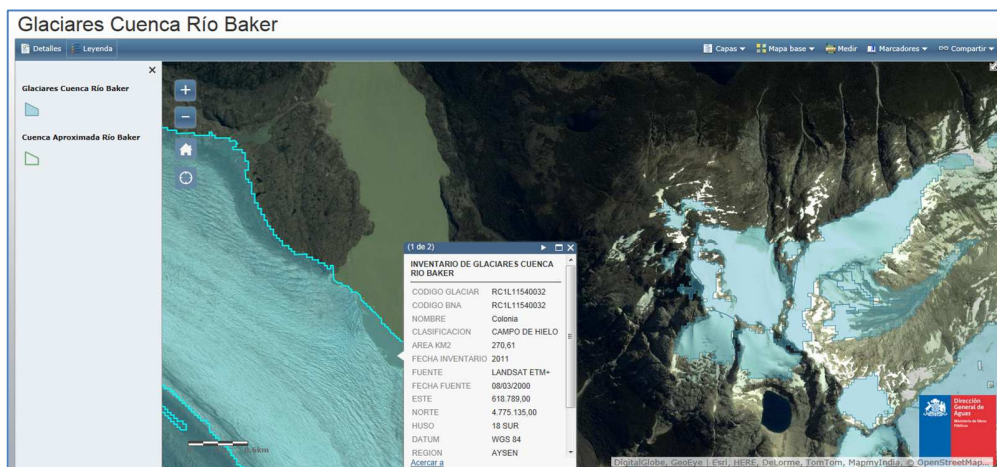 Glaciares Cuenca Río Baker
Detalles Leyenda Capas Mapa base Medir Marcadores Compartir
Glaciares Cuenca Río Baker
Cuenca Aproximada Río Baker
(1 de 2)
INVENTARIO DE GLACIARES CUENCA
RIO BAKER
CODIGO GLACIAR RC1L11540032
CODIGO BNA RC1L11540032
NOMBRE Colonia
CLASIFICACION CAMPO DE HIELO
AREA KM2 270,61
FECHA INVENTARIO 2011
FUENTE LANDSAT ETM+
FECHA FUENTE 08/03/2000
ESTE 618.789,00
NORTE 4.775.135,00
HUSO 18 SUR
DATUM WGS 84
REGION AYSEN
Acercar a
Dirección
General de
Aguas
Ministerio de Obras
Públicas
DigitalGlobe, GeoEye | Esri, HERE, DeLorme, TomTom, MapmyIndia, © OpenStreetMap...